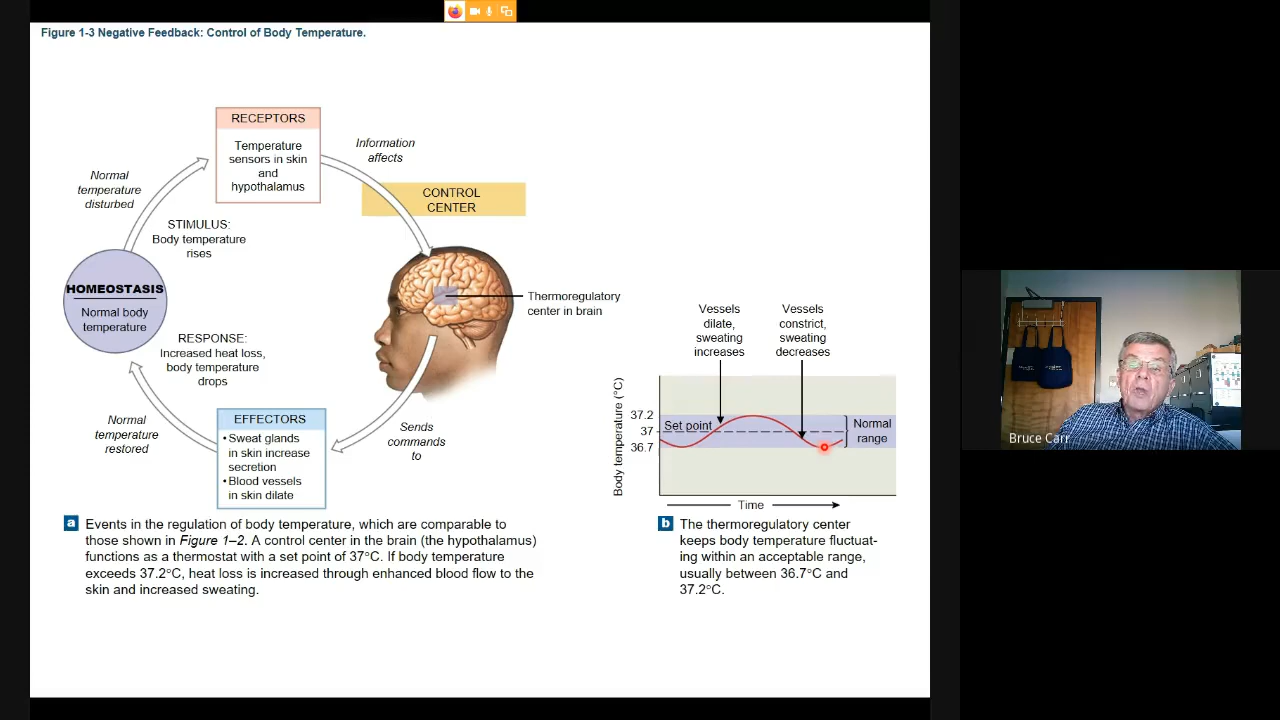 Figure 1-3 Negative Feedback: Control of Body Temperature.
RECEPTORS
Temperature
sensors in skin
and
hypothalamus
Information
affects
CONTROL
CENTER
Normal
temperature
disturbed
STIMULUS:
Body temperature
rises
HOMEOSTASIS
Normal body
temperature
Thermoregulatory
center in brain
RESPONSE:
Increased heat loss,
body temperature
drops
EFFECTORS
• Sweat glands
in skin increase
secretion
• Blood vessels
in skin dilate
Normal
temperature
restored
Sends
commands
to
a Events in the regulation of body temperature, which are comparable to
those shown in Figure 1–2. A control center in the brain (the hypothalamus)
functions as a thermostat with a set point of 37°C. If body temperature
exceeds 37.2°C, heat loss is increased through enhanced blood flow to the
skin and increased sweating.
Vessels
dilate,
sweating
increases
Vessels
constrict,
sweating
decreases
Body temperature (°C)
37.2
37
36.7
Set point
Normal
range
Time
b The thermoregulatory center
keeps body temperature fluctuat-
ing within an acceptable range,
usually between 36.7°C and
37.2°C.
Bruce Carr